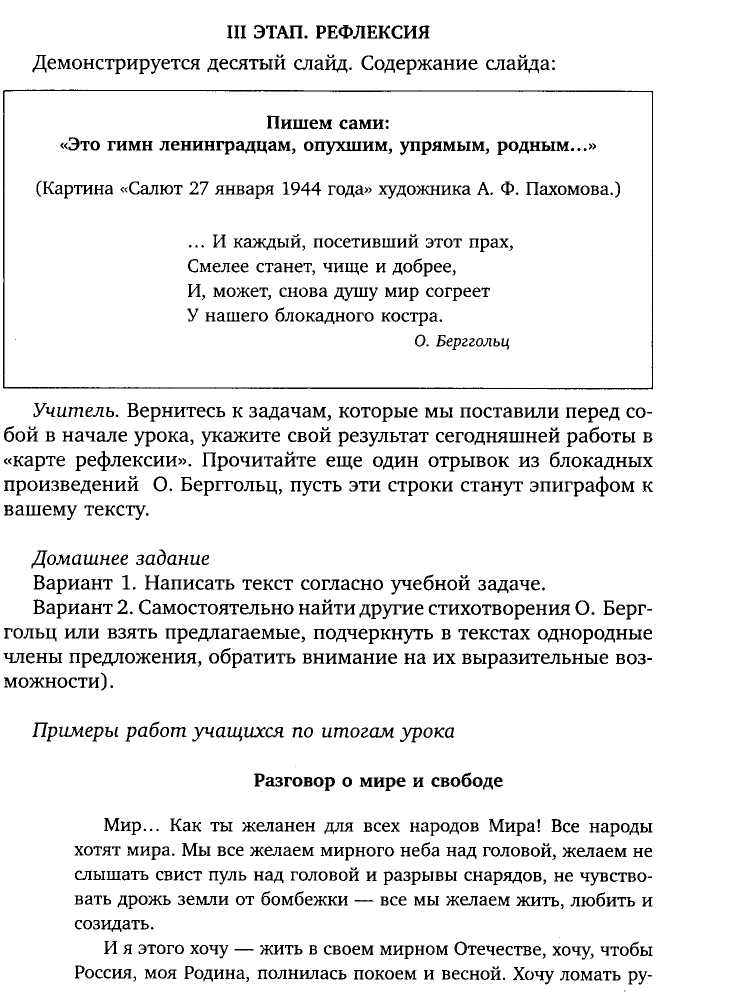 III ЭТАП. РЕФЛЕКСИЯ
Демонстрируется десятый слайд. Содержание слайда:
Пишем сами:
«Это гимн ленинградцам, опухшим, упрямым, родным...»
(Картина «Салют 27 января 1944 года» художника А. Ф. Пахомова.)
... И каждый, посетивший этот прах,
Смелее станет, чище и добрее,
И, может, снова душу мир согреет
У нашего блокадного костра.
О. Берггольц
Учитель. Вернитесь к задачам, которые мы поставили перед со-
бой в начале урока, укажите свой результат сегодняшней работы в
«карте рефлексии». Прочитайте еще один отрывок из блокадных
произведений О. Берггольц, пусть эти строки станут эпиграфом к
вашему тексту.
Домашнее задание
Вариант 1. Написать текст согласно учебной задаче.
Вариант 2. Самостоятельно найти другие стихотворения О. Берг-
гольц или взять предлагаемые, подчеркнуть в текстах однородные
члены предложения, обратить внимание на их выразительные воз-
можности).
Примеры работ учащихся по итогам урока
Разговор о мире и свободе
Мир... Как ты желанен для всех народов Мира! Все народы
хотят мира. Мы все желаем мирного неба над головой, желаем не
слышать свист пуль над головой и разрывы снарядов, не чувство-
вать дрожь земли от бомбежки — все мы желаем жить, любить и
созидать.
И я этого хочу — жить в своем мирном Отечестве, хочу, чтобы
Россия, моя Родина, полнилась покоем и весной. Хочу ломать ру-